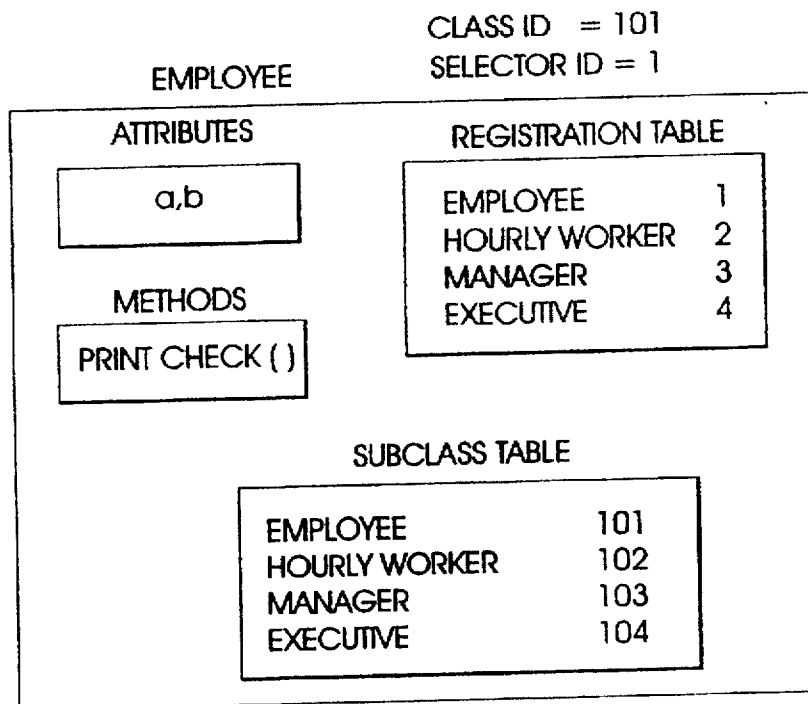 CLASS ID = 101
SELECTOR ID = 1
EMPLOYEE
ATTRIBUTES
a,b
METHODS
PRINT CHECK ( )
REGISTRATION TABLE
EMPLOYEE 1
HOURLY WORKER 2
MANAGER 3
EXECUTIVE 4
SUBCLASS TABLE
EMPLOYEE 101
HOURLY WORKER 102
MANAGER 103
EXECUTIVE 104